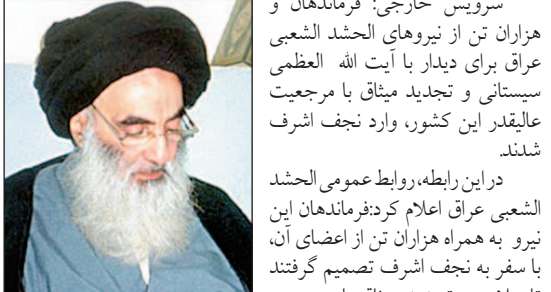 سرویس خارجی: فرماندهان و
هزاران تن از نیروهای الحشد الشعبی
عراق برای دیدار با آیت الله العظمی
سیستانی و تجدید میثاق با مرجعیت
عالیقدر این کشور، وارد نجف اشرف
شدند.
در این رابطه،روابط عمومی الحشد
الشعبی عراق اعلام کرد:فرماندهان این
نیرو به همراه هزاران تن از اعضای آن،
با سفر به نجف اشرف تصمیم گرفتند